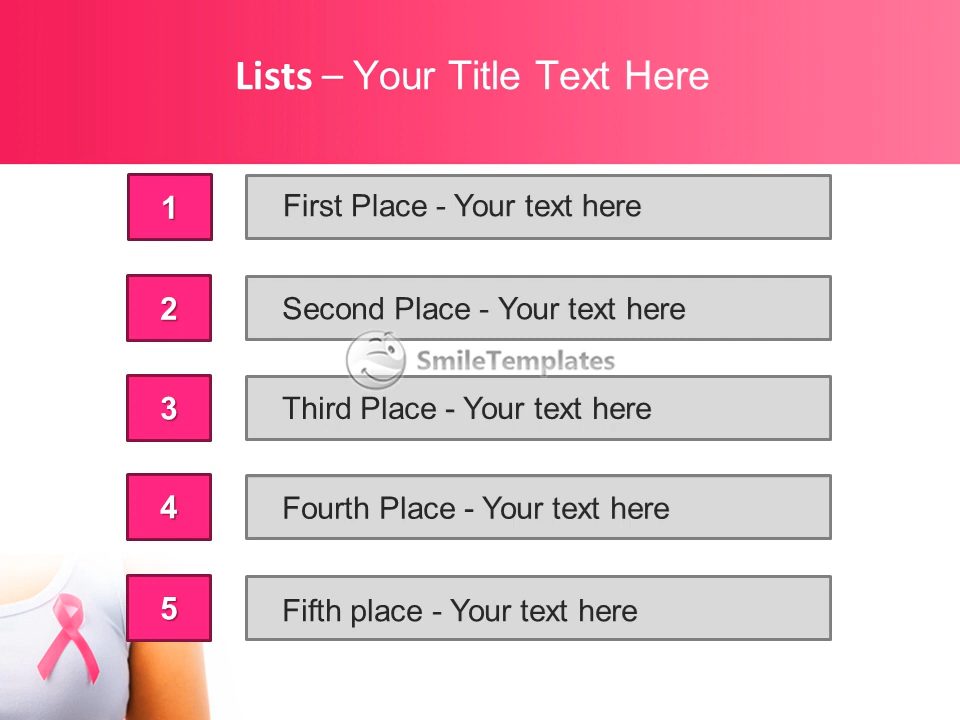 Lists – Your Title Text Here
1 First Place - Your text here
2 Second Place - Your text here
SmileTemplates
3 Third Place - Your text here
4 Fourth Place - Your text here
5 Fifth place - Your text here